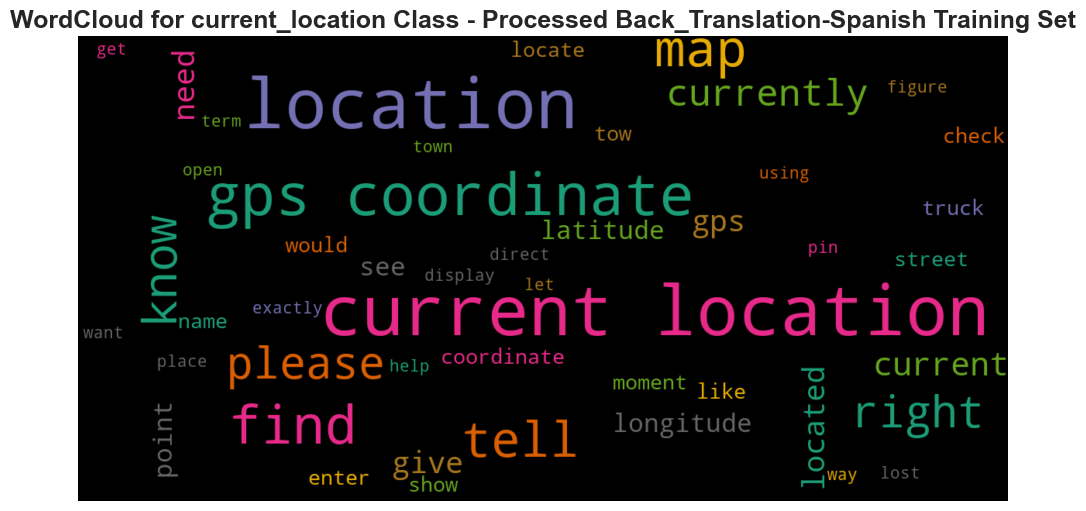 WordCloud for current_location Class - Processed Back_Translation-Spanish Training Set
get
locate
map
need
location
currently
figure
term
town
tow
check
open
gps coordinate
using
know
latitude
gps
truck
would
see
direct
pin
street
display
let
exactly
current location
name
want
place
please
help
coordinate
current
moment
like
find
tell
longitude
located
right
point
give
enter
show
way
lost